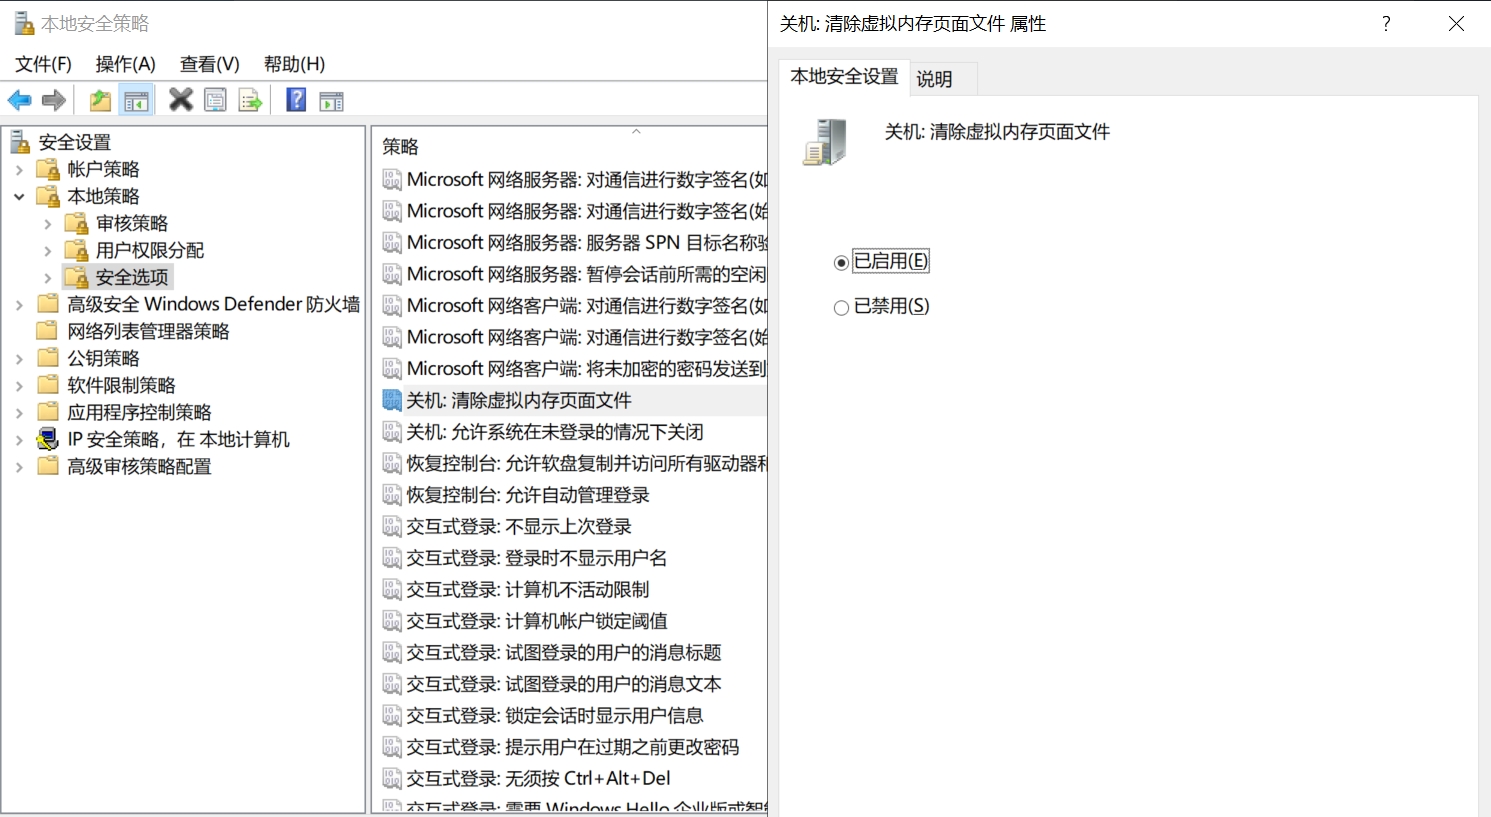 本地安全策略
文件(F) 操作(A) 查看(V) 帮助(H)
安全设置
帐户策略
本地策略
审核策略
用户权限分配
安全选项
高级安全 Windows Defender 防火墙
网络列表管理器策略
公钥策略
软件限制策略
应用程序控制策略
IP 安全策略，在 本地计算机
高级审核策略配置
策略
Microsoft 网络服务器: 对通信进行数字签名(如
Microsoft 网络服务器: 对通信进行数字签名(始
Microsoft 网络服务器: 服务器 SPN 目标名称验
Microsoft 网络服务器: 暂停会话前所需的空闲
Microsoft 网络客户端: 对通信进行数字签名(如
Microsoft 网络客户端: 对通信进行数字签名(始
Microsoft 网络客户端: 将未加密的密码发送到
关机: 清除虚拟内存页面文件
关机: 允许系统在未登录的情况下关闭
恢复控制台: 允许软盘复制并访问所有驱动器和
恢复控制台: 允许自动管理登录
交互式登录: 不显示上次登录
交互式登录: 登录时不显示用户名
交互式登录: 计算机不活动限制
交互式登录: 计算机帐户锁定阈值
交互式登录: 试图登录的用户的消息标题
交互式登录: 试图登录的用户的消息文本
交互式登录: 锁定会话时显示用户信息
交互式登录: 提示用户在过期之前更改密码
交互式登录: 无须按 Ctrl+Alt+Del
交互式登录: 需要 Windows Hello 企业版或智能
关机: 清除虚拟内存页面文件 属性
本地安全设置 说明
关机: 清除虚拟内存页面文件
已启用(E)
已禁用(S)